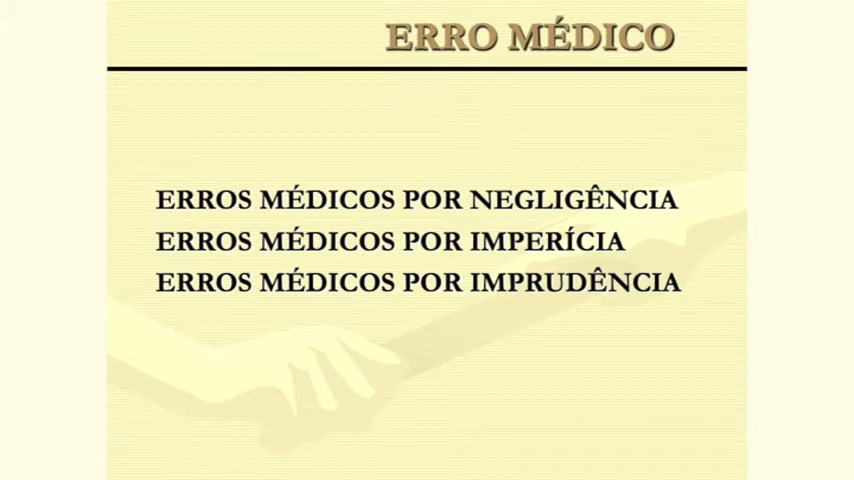 ERRO MÉDICO
ERROS MÉDICOS POR NEGLIGÊNCIA
ERROS MÉDICOS POR IMPERÍCIA
ERROS MÉDICOS POR IMPRUDÊNCIA